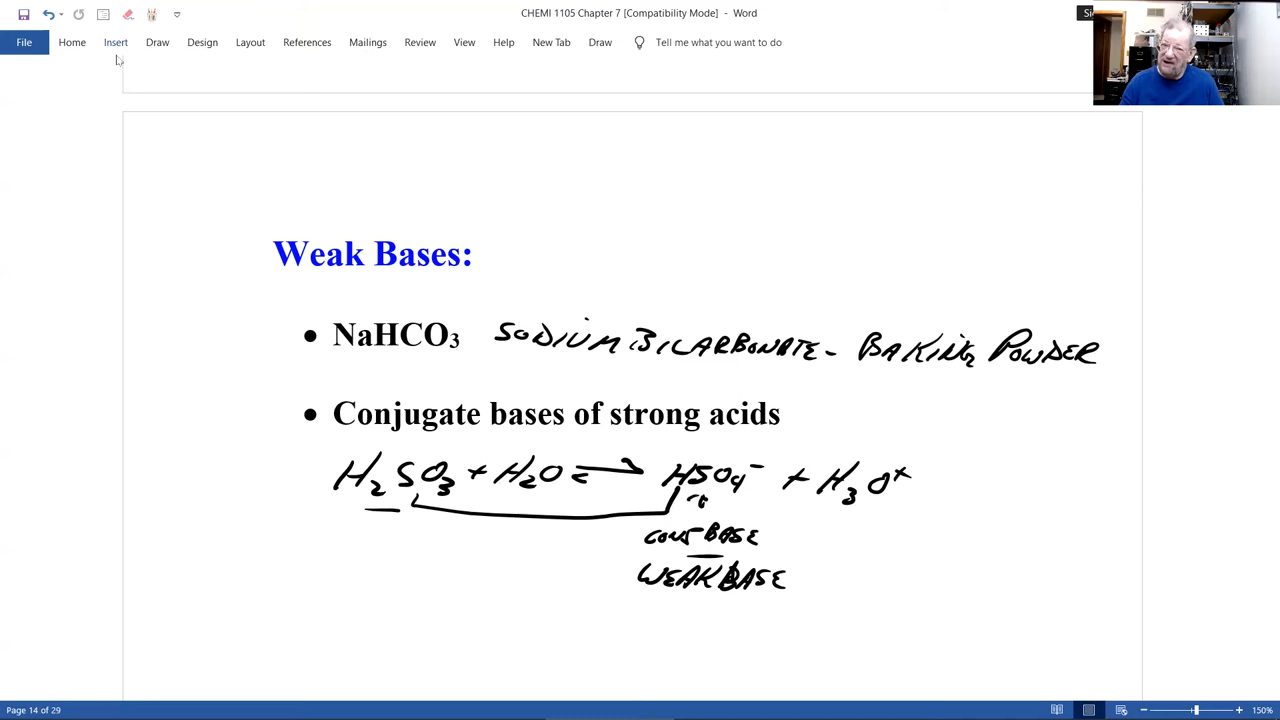 CHEMI 1105 Chapter 7 [Compatibility Mode] - Word
File Home Insert Draw Design Layout References Mailings Review View Help New Tab Draw Tell me what you want to do
Weak Bases:
• NaHCO₃ SODIUM BICARBONATE - BAKING POWDER
• Conjugate bases of strong acids
H₂SO₃ + H₂O ⇌ HSO₄⁻ + H₃O⁺
CONJ BASE
WEAK BASE
Page 14 of 29 150%